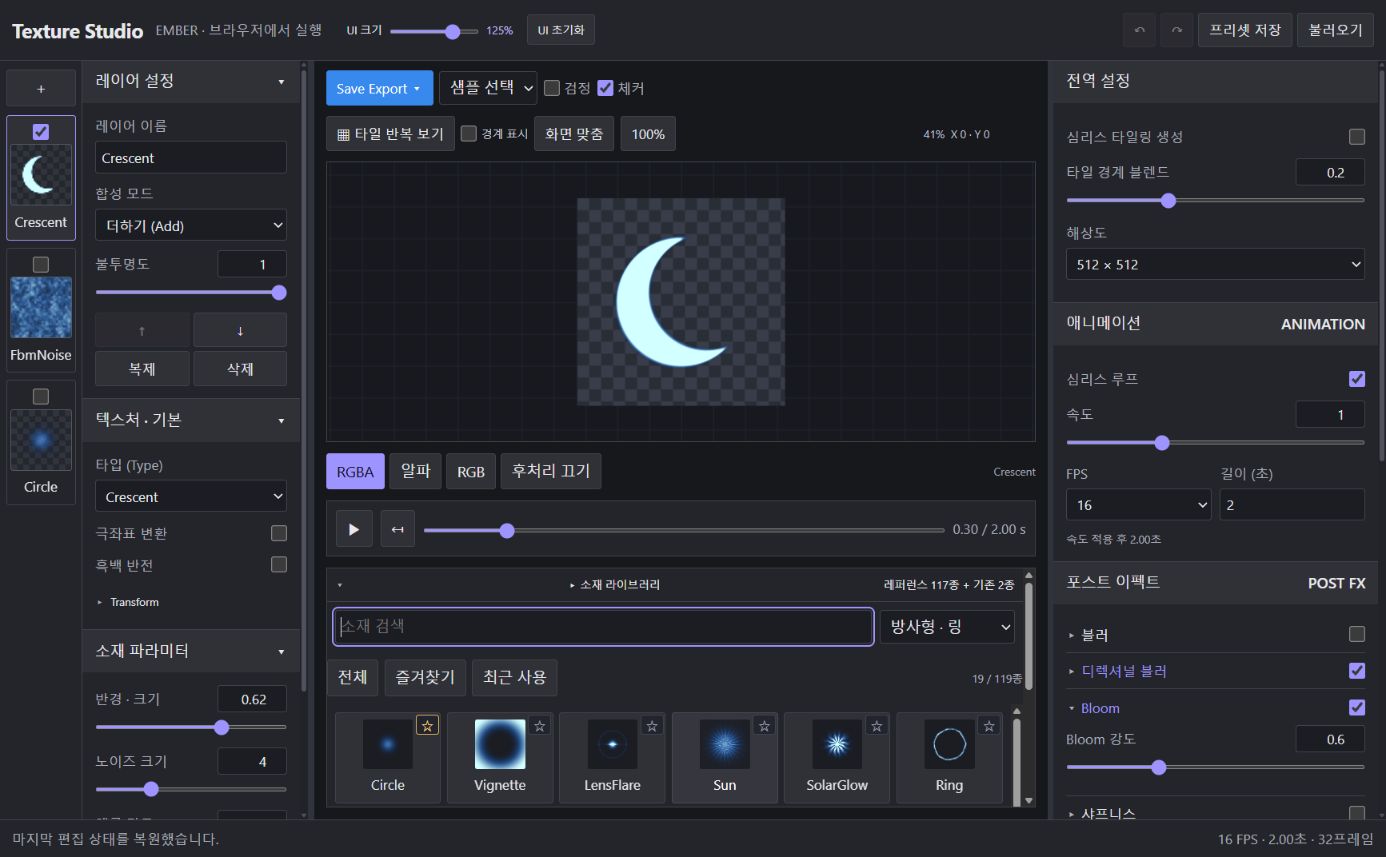 Texture Studio EMBER · 브라우저에서 실행 UI 크기 125% UI 초기화 ↶ ↷ 프리셋 저장 불러오기
+
Crescent
FbmNoise
Circle
레이어 설정 ▾
레이어 이름
Crescent
합성 모드
더하기 (Add)
불투명도 1
↑ ↓
복제 삭제
텍스처 · 기본 ▾
타입 (Type)
Crescent
극좌표 변환
흑백 반전
▸ Transform
소재 파라미터 ▾
반경 · 크기 0.62
노이즈 크기 4
Save Export ▾ 샘플 선택 검정 체커
▦ 타일 반복 보기 경계 표시 화면 맞춤 100% 41% X 0 · Y 0
RGBA 알파 RGB 후처리 끄기 Crescent
▶ ↤ 0.30 / 2.00 s
▾ ▸ 소재 라이브러리 레퍼런스 117종 + 기존 2종
소재 검색 방사형 · 링
전체 즐겨찾기 최근 사용 19 / 119종
☆ ☆ ☆ ☆ ☆ ☆
Circle Vignette LensFlare Sun SolarGlow Ring
전역 설정
심리스 타일링 생성
타일 경계 블렌드 0.2
해상도
512 × 512
애니메이션 ANIMATION
심리스 루프
속도 1
FPS 길이 (초)
16 2
속도 적용 후 2.00초
포스트 이펙트 POST FX
▸ 블러
▸ 디렉셔널 블러
▾ Bloom
Bloom 강도 0.6
▸ 샤프니스
마지막 편집 상태를 복원했습니다. 16 FPS · 2.00초 · 32프레임